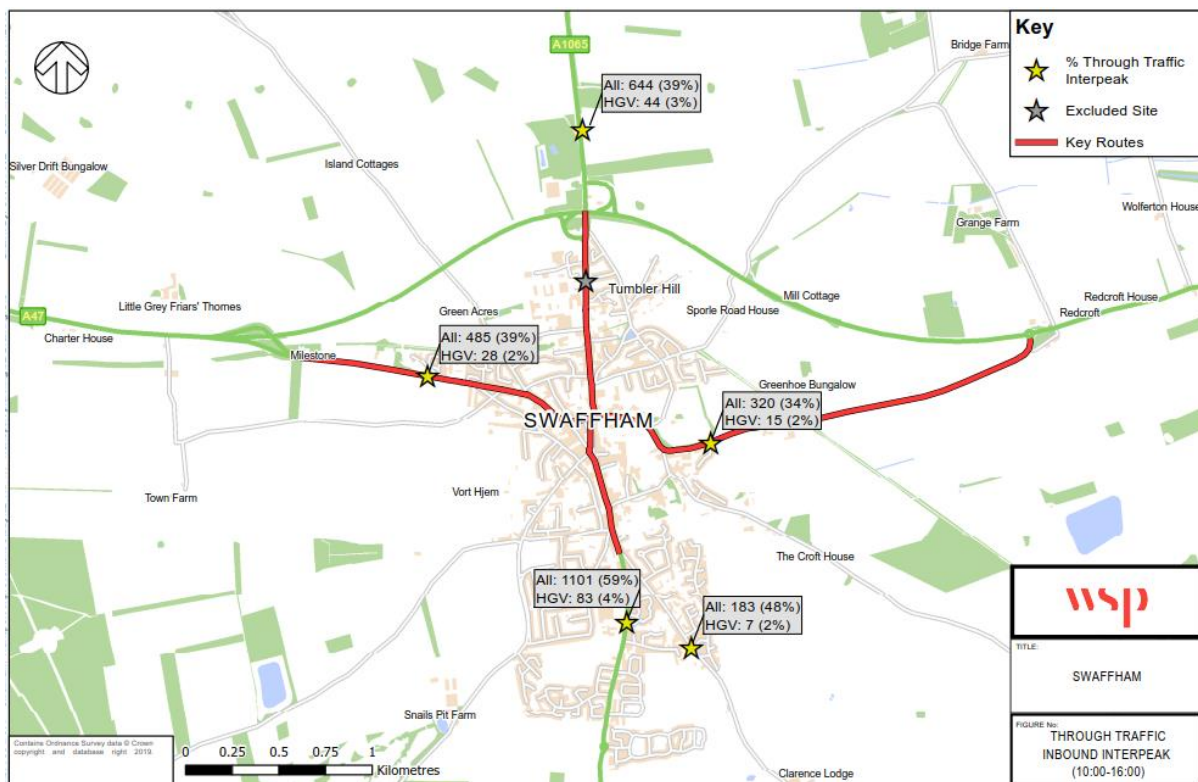 A1065
Bridge Farm
Key
% Through Traffic
Interpeak
Excluded Site
Key Routes
All: 644 (39%)
HGV: 44 (3%)
Silver Drift Bungalow
Island Cottages
Wolferton House
Grange Farm
Tumbler Hill
Mill Cottage
Redcroft House
Redcroft
Sporle Road House
Little Grey Friars' Thornes
A47
Green Acres
Charter House
Milestone
All: 485 (39%)
HGV: 28 (2%)
Greenhoe Bungalow
All: 320 (34%)
HGV: 15 (2%)
SWAFFHAM
Town Farm
Vort Hjem
The Croft House
All: 1101 (59%)
HGV: 83 (4%)
All: 183 (48%)
HGV: 7 (2%)
wsp
TITLE:
SWAFFHAM
Snails Pit Farm
FIGURE No:
THROUGH TRAFFIC
INBOUND INTERPEAK
(10:00-16:00)
Contains Ordnance Survey data © Crown
copyright and database right 2019.
0 0.25 0.5 0.75 1
Kilometres
Clarence Lodge